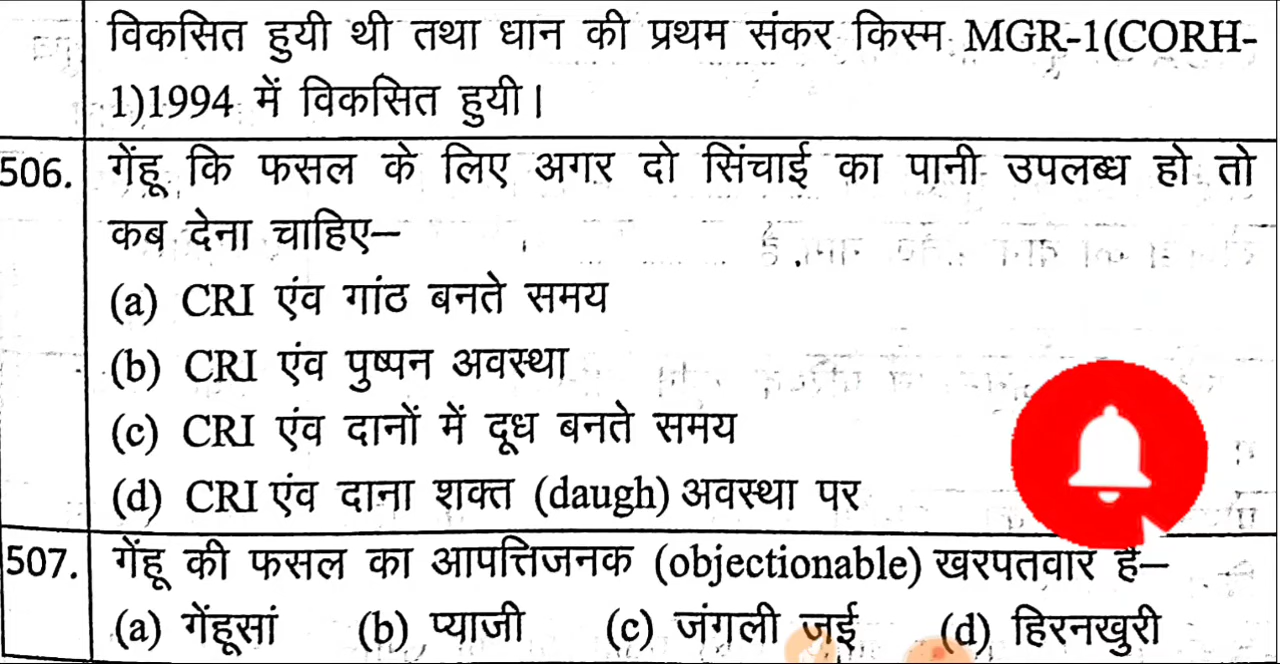 विकसित हुयी थी तथा धान की प्रथम संकर किस्म MGR-1(CORH-
1)1994 में विकसित हुयी।
506. गेंहू कि फसल के लिए अगर दो सिंचाई का पानी उपलब्ध हो तो
कब देना चाहिए–
(a) CRI एंव गांठ बनते समय
(b) CRI एंव पुष्पन अवस्था
(c) CRI एंव दानों में दूध बनते समय
(d) CRI एंव दाना शक्त (daugh) अवस्था पर
507. गेंहू की फसल का आपत्तिजनक (objectionable) खरपतवार है–
(a) गेंहूसां (b) प्याजी (c) जंगली जई (d) हिरनखुरी